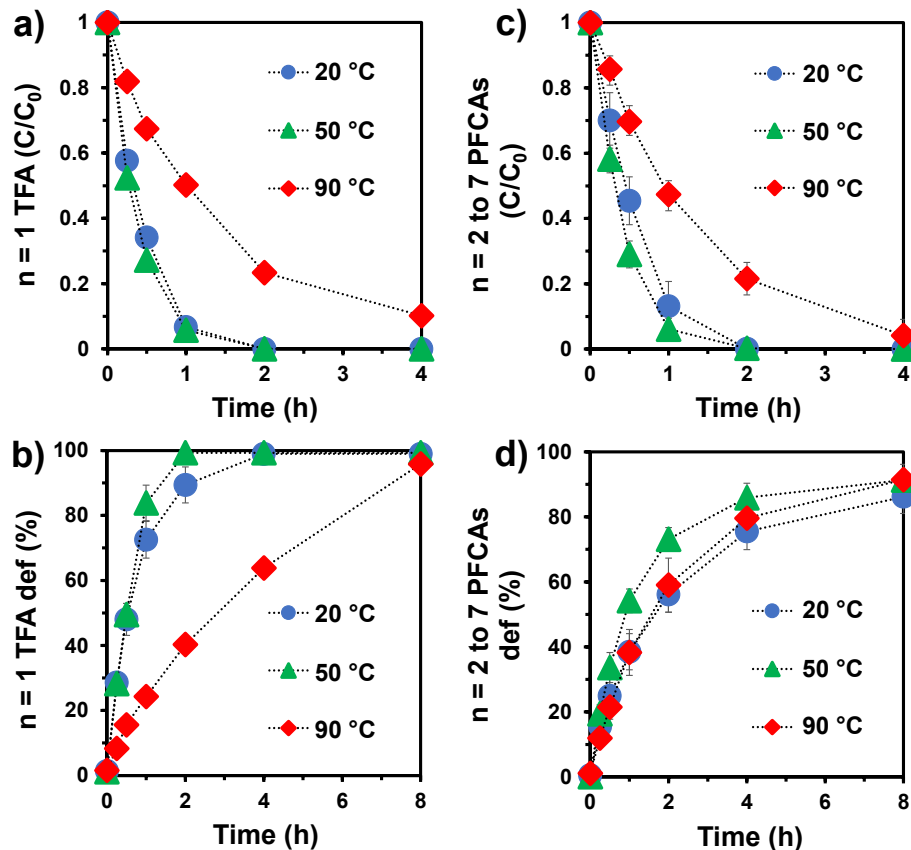 a)
n = 1 TFA (C/C₀)
1
0.8
0.6
0.4
0.2
0
20 °C
50 °C
90 °C
0 1 2 3 4
Time (h)
c)
n = 2 to 7 PFCAs
(C/C₀)
1
0.8
0.6
0.4
0.2
0
20 °C
50 °C
90 °C
0 1 2 3 4
Time (h)
b)
n = 1 TFA def (%)
100
80
60
40
20
0
20 °C
50 °C
90 °C
0 2 4 6 8
Time (h)
d)
n = 2 to 7 PFCAs
def (%)
100
80
60
40
20
0
20 °C
50 °C
90 °C
0 2 4 6 8
Time (h)